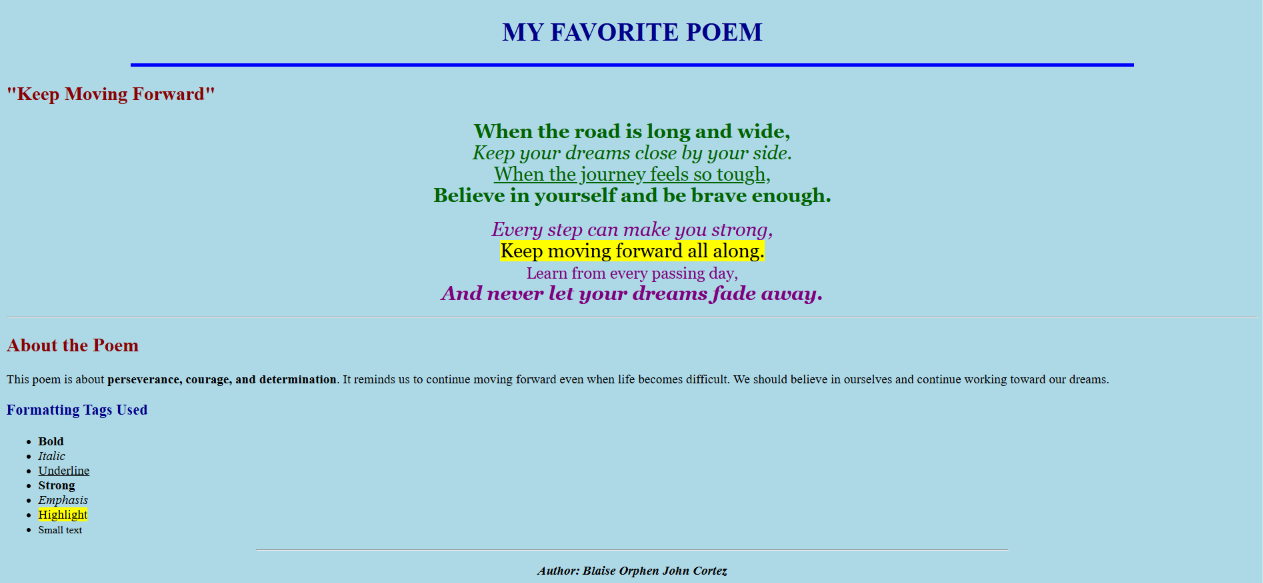 MY FAVORITE POEM
"Keep Moving Forward"
When the road is long and wide,
Keep your dreams close by your side.
When the journey feels so tough,
Believe in yourself and be brave enough.
Every step can make you strong,
Keep moving forward all along.
Learn from every passing day,
And never let your dreams fade away.
About the Poem
This poem is about perseverance, courage, and determination. It reminds us to continue moving forward even when life becomes difficult. We should believe in ourselves and continue working toward our dreams.
Formatting Tags Used
Bold
Italic
Underline
Strong
Emphasis
Highlight
Small text
Author: Blaise Orphen John Cortez